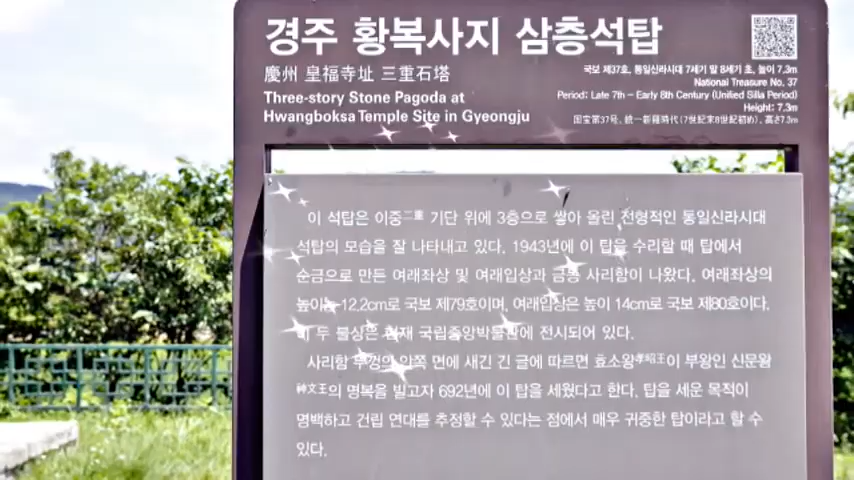 경주 황복사지 삼층석탑
慶州 皇福寺址 三重石塔
Three-story Stone Pagoda at
Hwangboksa Temple Site in Gyeongju
국보 제37호, 통일신라시대 7세기 말 8세기 초, 높이 7.3m
National Treasure No. 37
Period: Late 7th – Early 8th Century (Unified Silla Period)
Height: 7.3m
国宝第37号, 統一新羅時代(7世紀末8世紀初め), 高さ7.3m
이 석탑은 이중二重 기단 위에 3층으로 쌓아 올린 전형적인 통일신라시대
석탑의 모습을 잘 나타내고 있다. 1943년에 이 탑을 수리할 때 탑에서
순금으로 만든 여래좌상 및 여래입상과 금동 사리함이 나왔다. 여래좌상의
높이는 12.2cm로 국보 제79호이며, 여래입상은 높이 14cm로 국보 제80호이다.
이 두 불상은 현재 국립중앙박물관에 전시되어 있다.
사리함 뚜껑의 안쪽 면에 새긴 긴 글에 따르면 효소왕孝昭王이 부왕인 신문왕
神文王의 명복을 빌고자 692년에 이 탑을 세웠다고 한다. 탑을 세운 목적이
명백하고 건립 연대를 추정할 수 있다는 점에서 매우 귀중한 탑이라고 할 수
있다.